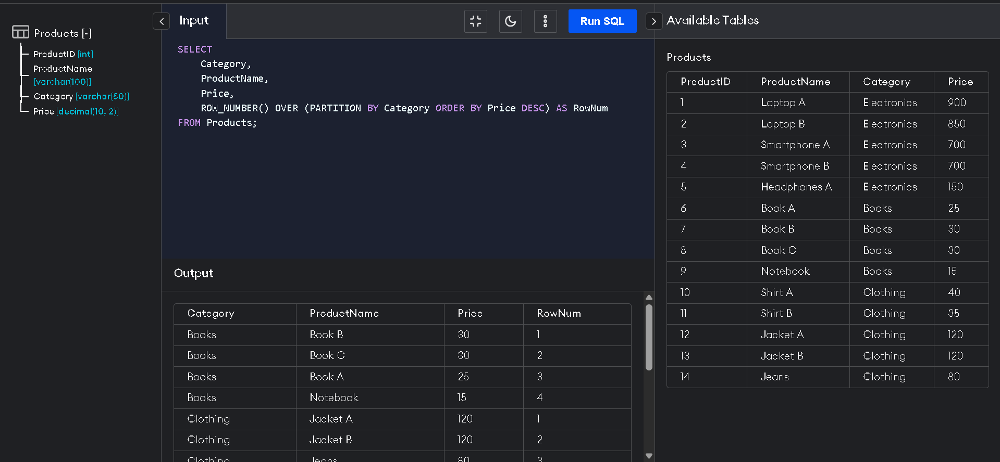 Products [-]
ProductID [int]
ProductName
[varchar(100)]
Category [varchar(50)]
Price [decimal(10, 2)]
Input
Run SQL
SELECT
    Category,
    ProductName,
    Price,
    ROW_NUMBER() OVER (PARTITION BY Category ORDER BY Price DESC) AS RowNum
FROM Products;
Output
Category ProductName Price RowNum
Books Book B 30 1
Books Book C 30 2
Books Book A 25 3
Books Notebook 15 4
Clothing Jacket A 120 1
Clothing Jacket B 120 2
Clothing Jeans 80 3
Available Tables
Products
ProductID ProductName Category Price
1 Laptop A Electronics 900
2 Laptop B Electronics 850
3 Smartphone A Electronics 700
4 Smartphone B Electronics 700
5 Headphones A Electronics 150
6 Book A Books 25
7 Book B Books 30
8 Book C Books 30
9 Notebook Books 15
10 Shirt A Clothing 40
11 Shirt B Clothing 35
12 Jacket A Clothing 120
13 Jacket B Clothing 120
14 Jeans Clothing 80